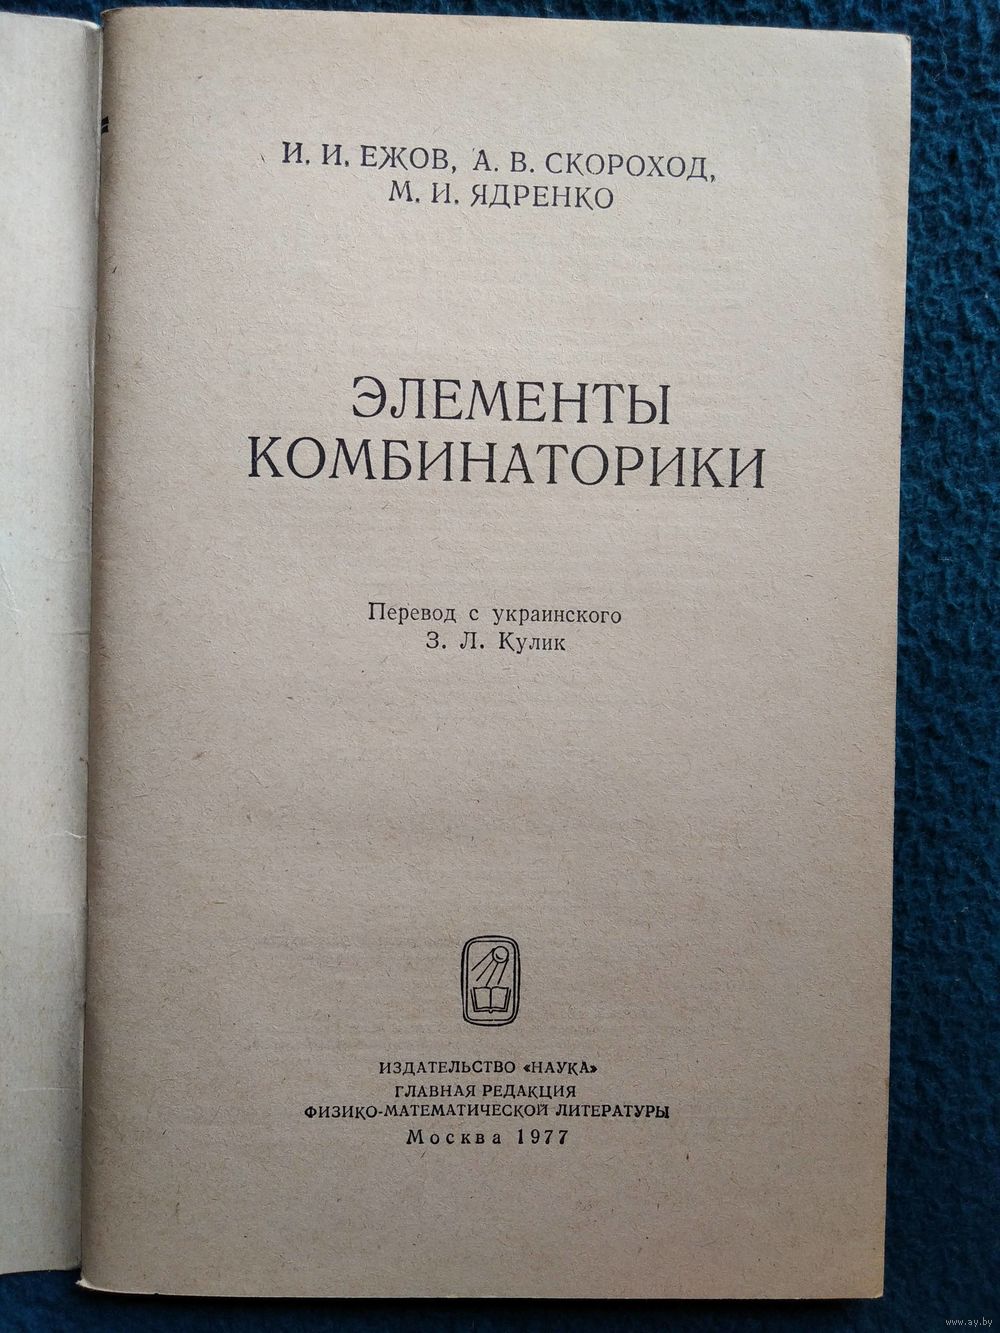 И. И. ЕЖОВ, А. В. СКОРОХОД,
М. И. ЯДРЕНКО
ЭЛЕМЕНТЫ
КОМБИНАТОРИКИ
Перевод с украинского
З. Л. Кулик
ИЗДАТЕЛЬСТВО «НАУКА»
ГЛАВНАЯ РЕДАКЦИЯ
ФИЗИКО-МАТЕМАТИЧЕСКОЙ ЛИТЕРАТУРЫ
Москва 1977
www.ay.by